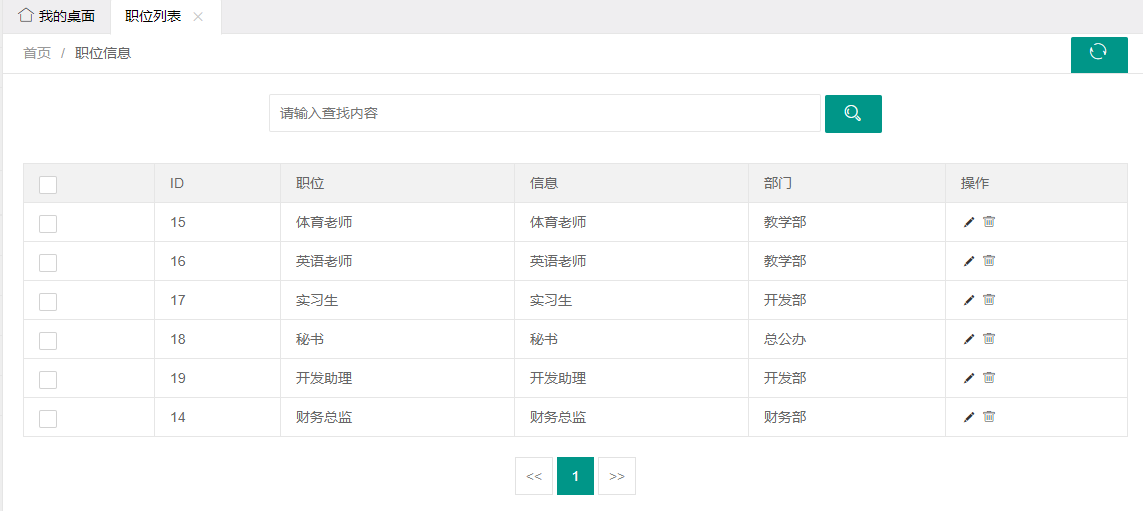 我的桌面 职位列表
首页 / 职位信息
请输入查找内容
ID 职位 信息 部门 操作
15 体育老师 体育老师 教学部
16 英语老师 英语老师 教学部
17 实习生 实习生 开发部
18 秘书 秘书 总公办
19 开发助理 开发助理 开发部
14 财务总监 财务总监 财务部
<< 1 >>